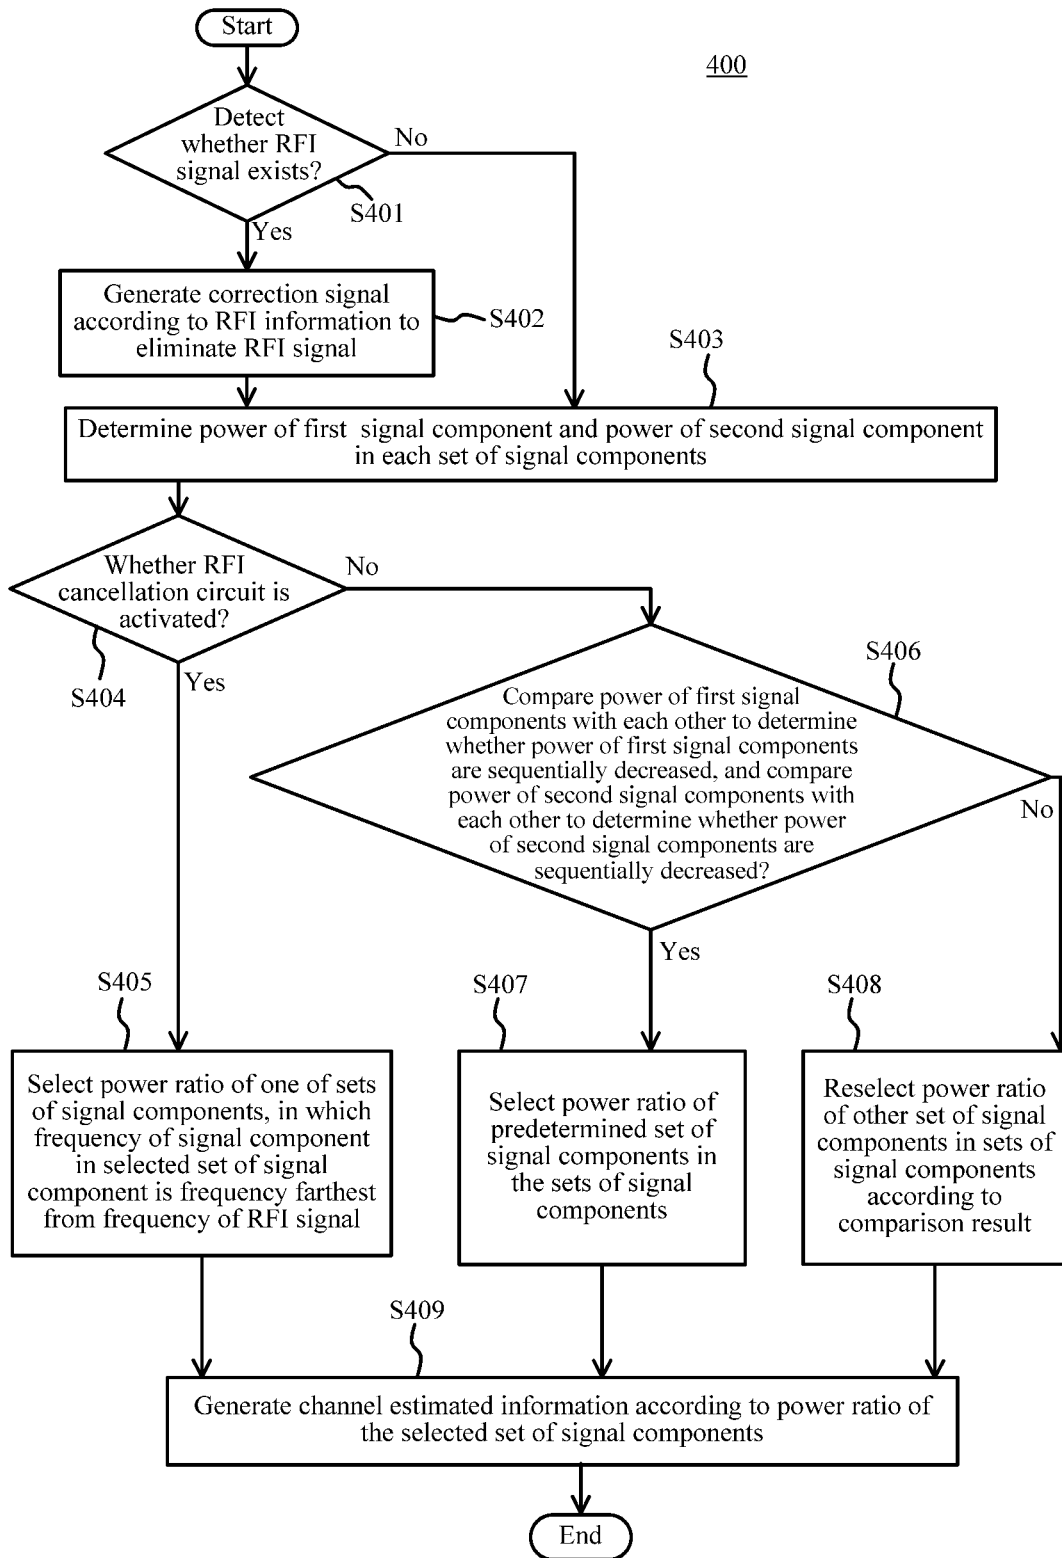 Start
400
Detect
whether RFI
signal exists?
No
S401
Yes
Generate correction signal
according to RFI information to
eliminate RFI signal
S402
S403
Determine power of first signal component and power of second signal component
in each set of signal components
Whether RFI
cancellation circuit is
activated?
No
S404
Yes
S406
Compare power of first signal
components with each other to determine
whether power of first signal components
are sequentially decreased, and compare
power of second signal components with
each other to determine whether power
of second signal components are
sequentially decreased?
No
Yes
S405
S407
S408
Select power ratio of one of sets
of signal components, in which
frequency of signal component
in selected set of signal
component is frequency farthest
from frequency of RFI signal
Select power ratio of
predetermined set of
signal components in
the sets of signal
components
Reselect power ratio
of other set of signal
components in sets of
signal components
according to
comparison result
S409
Generate channel estimated information according to power ratio of
the selected set of signal components
End